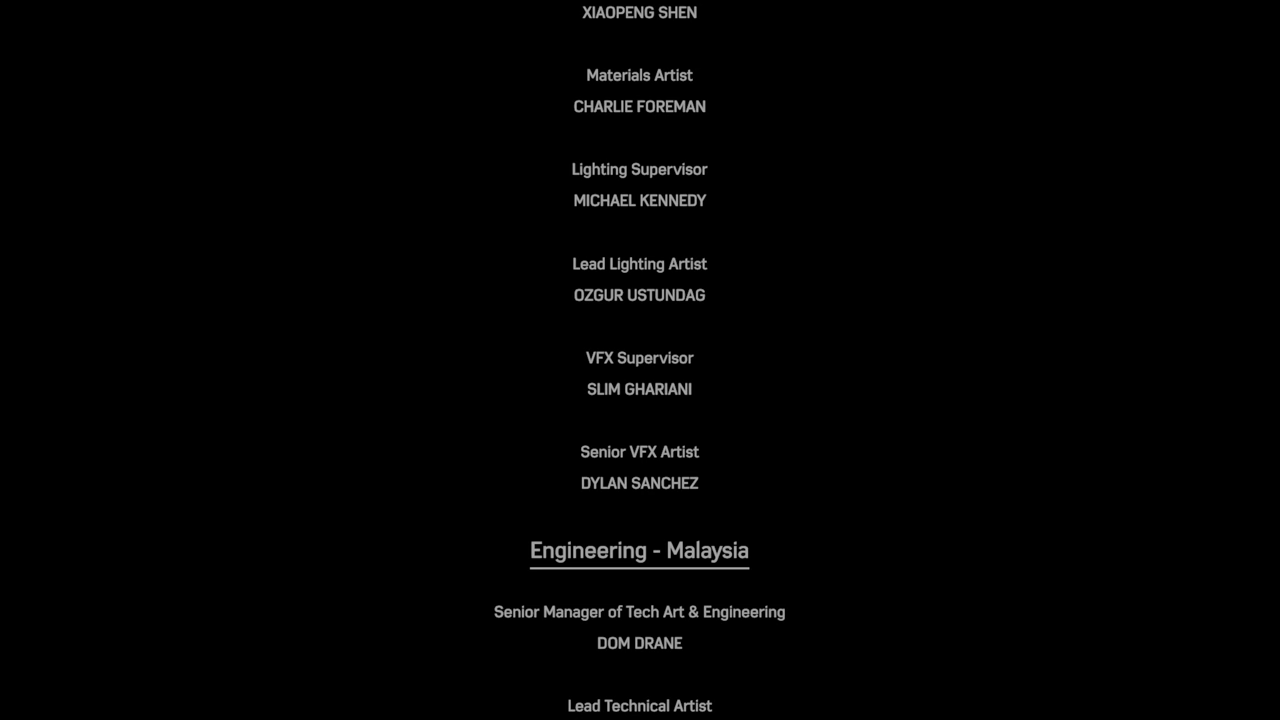 XIAOPENG SHEN
Materials Artist
CHARLIE FOREMAN
Lighting Supervisor
MICHAEL KENNEDY
Lead Lighting Artist
OZGUR USTUNDAG
VFX Supervisor
SLIM GHARIANI
Senior VFX Artist
DYLAN SANCHEZ
Engineering - Malaysia
Senior Manager of Tech Art & Engineering
DOM DRANE
Lead Technical Artist